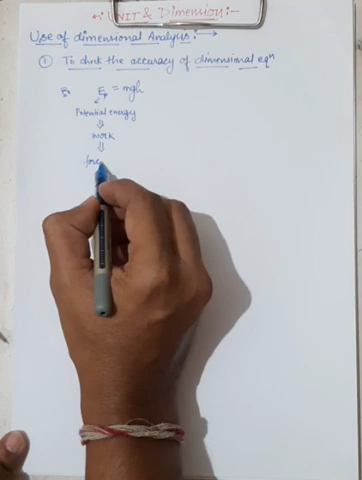 UNIT & Dimension:-
Use of dimensional Analysis:→
① To check the accuracy of dimensional eqⁿ
Eₚ = mgh
Potential energy
⇓
work
⇓
forc